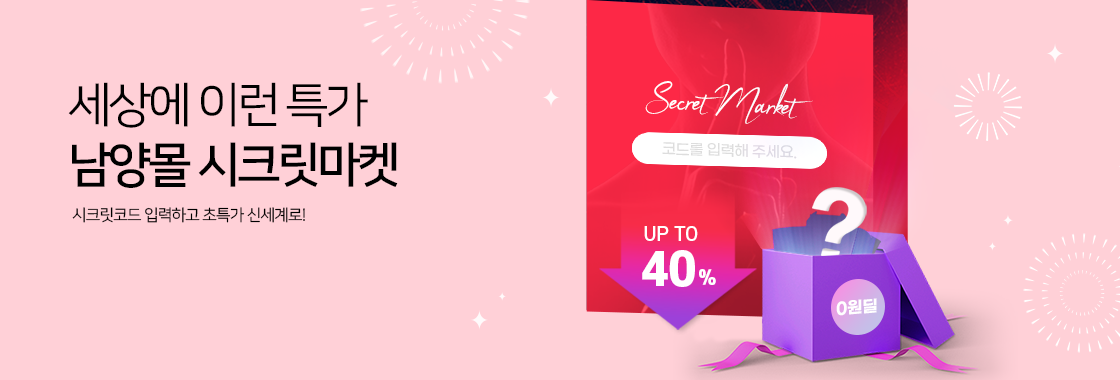 세상에 이런 특가
남양몰 시크릿마켓
시크릿코드 입력하고 초특가 신세계로!
Secret Market
코드를 입력해 주세요.
UP TO
40%
?
0원딜